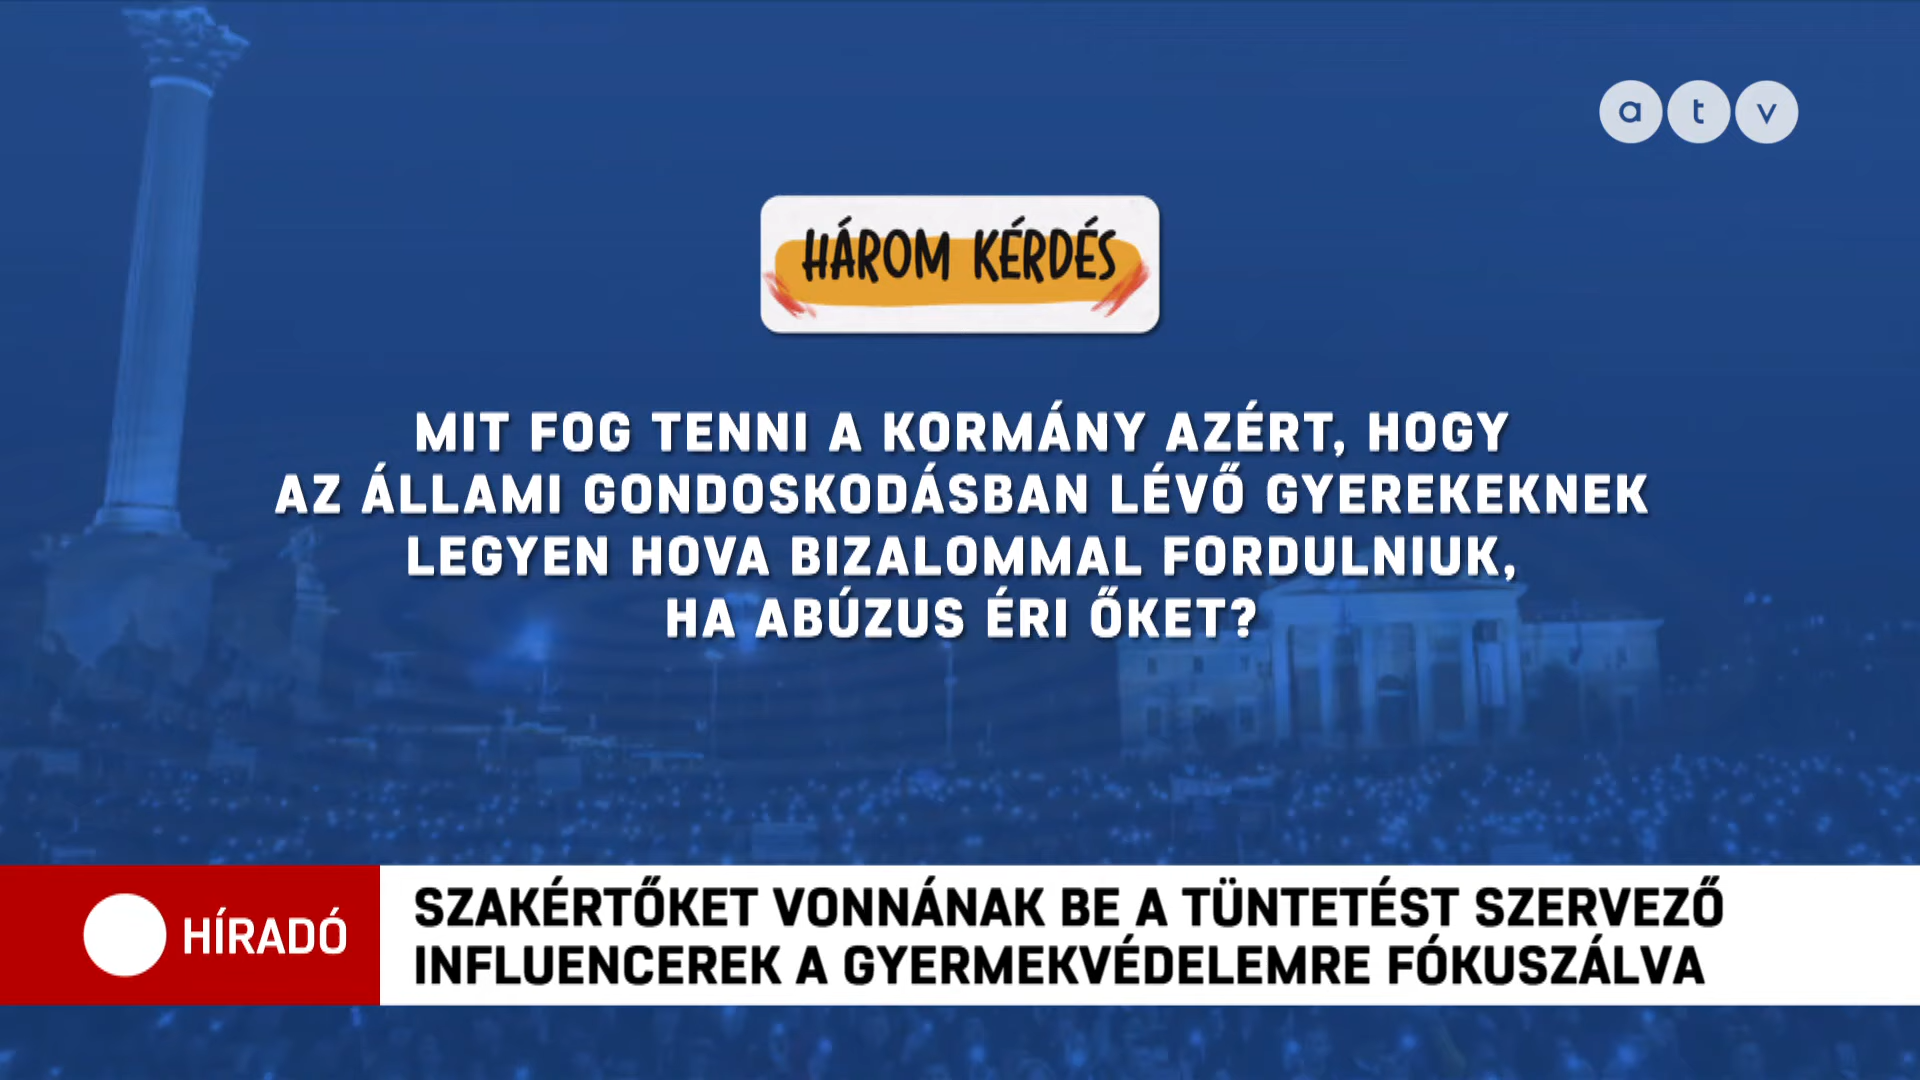 atv
HÁROM KÉRDÉS
MIT FOG TENNI A KORMÁNY AZÉRT, HOGY
AZ ÁLLAMI GONDOSKODÁSBAN LÉVŐ GYEREKEKNEK
LEGYEN HOVA BIZALOMMAL FORDULNIUK,
HA ABÚZUS ÉRI ŐKET?
HÍRADÓ
SZAKÉRTŐKET VONNÁNAK BE A TÜNTETÉST SZERVEZŐ
INFLUENCEREK A GYERMEKVÉDELEMRE FÓKUSZÁLVA